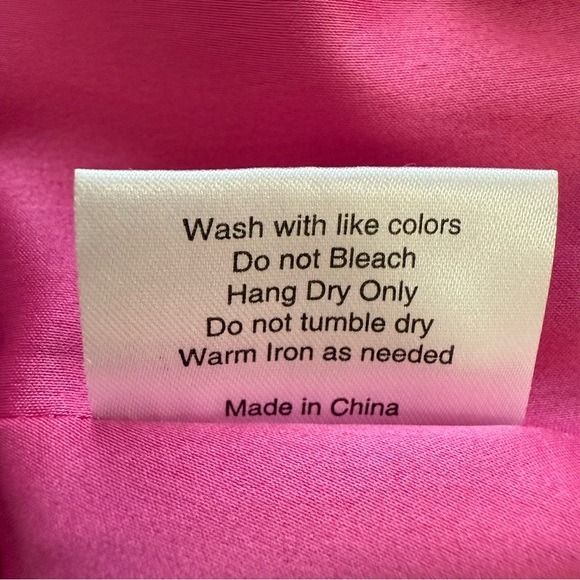 Wash with like colors
Do not Bleach
Hang Dry Only
Do not tumble dry
Warm Iron as needed
Made in China